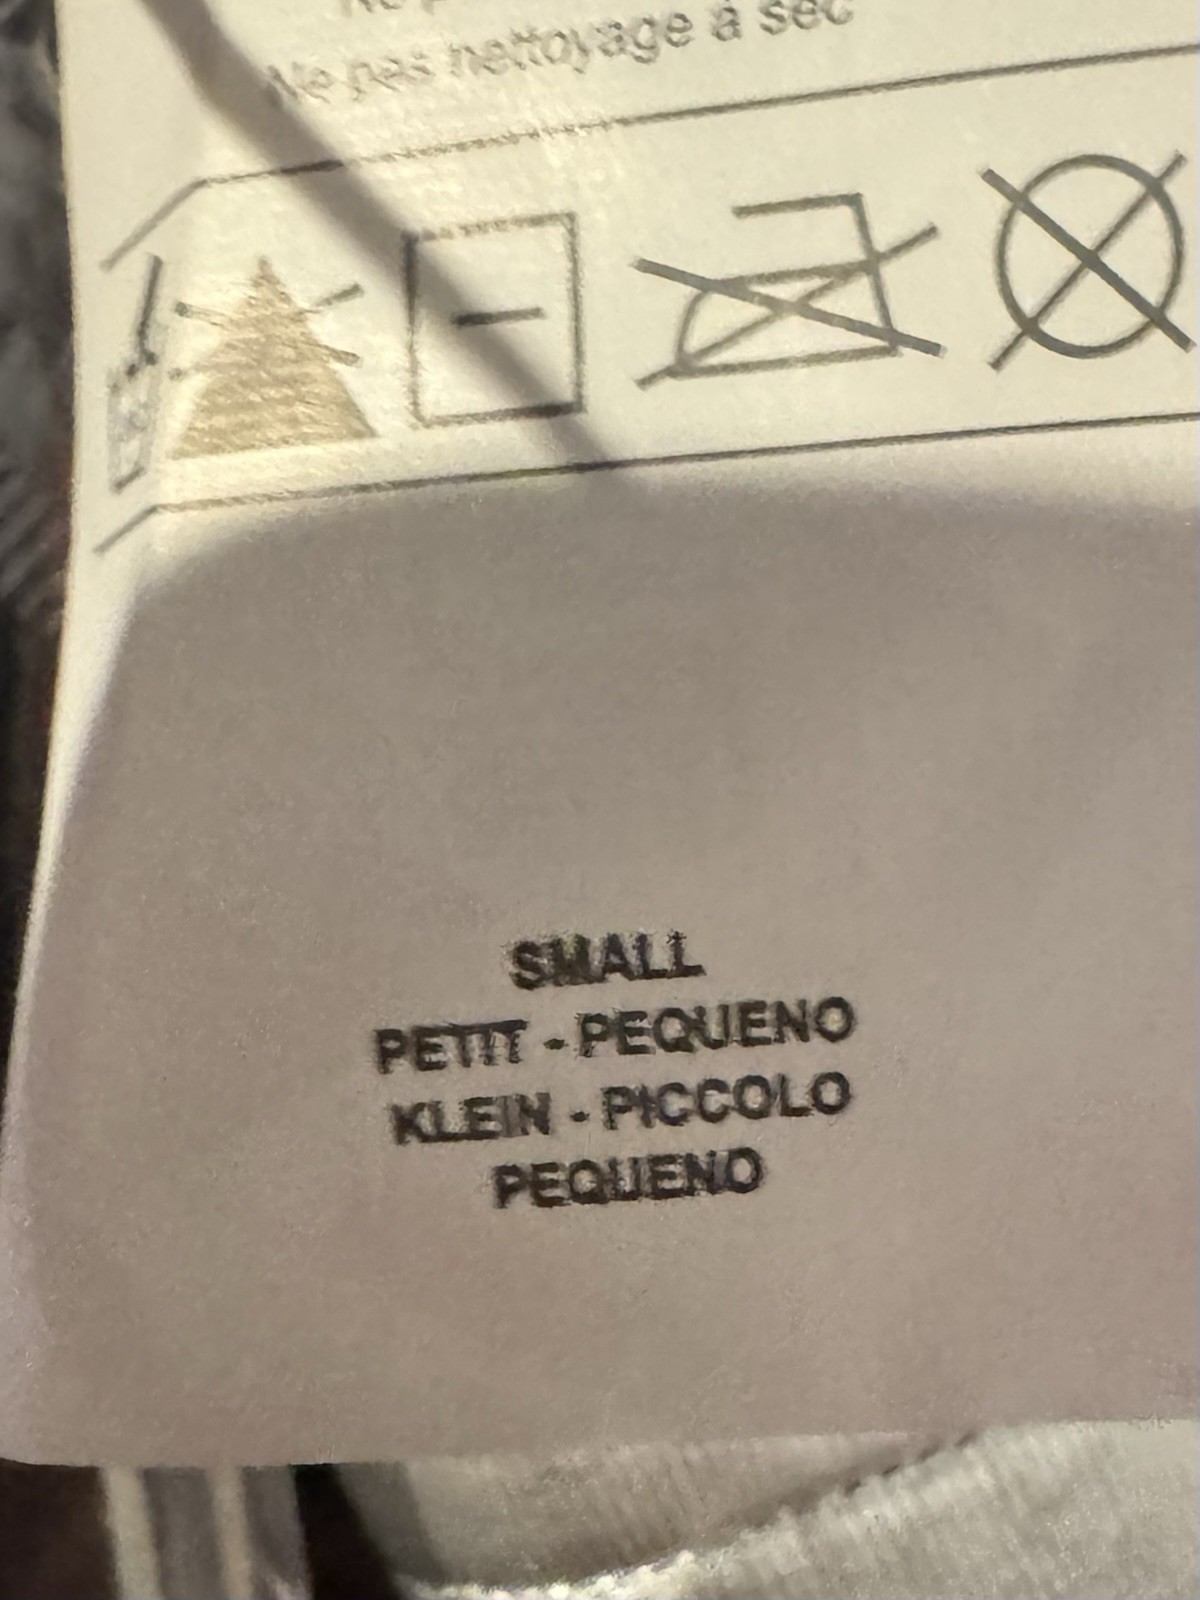 Ne pas nettoyage à sec
SMALL
PETIT - PEQUENO
KLEIN - PICCOLO
PEQUENO